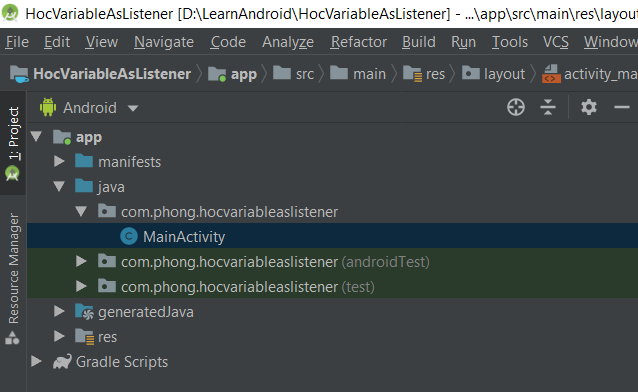 HocVariableAsListener [D:\LearnAndroid\HocVariableAsListener] - ...\app\src\main\res\layou
File Edit View Navigate Code Analyze Refactor Build Run Tools VCS Window
HocVariableAsListener app src main res layout activity_ma
1: Project
Android
app
manifests
java
com.phong.hocvariableaslistener
MainActivity
com.phong.hocvariableaslistener (androidTest)
com.phong.hocvariableaslistener (test)
generatedJava
res
Gradle Scripts
Resource Manager